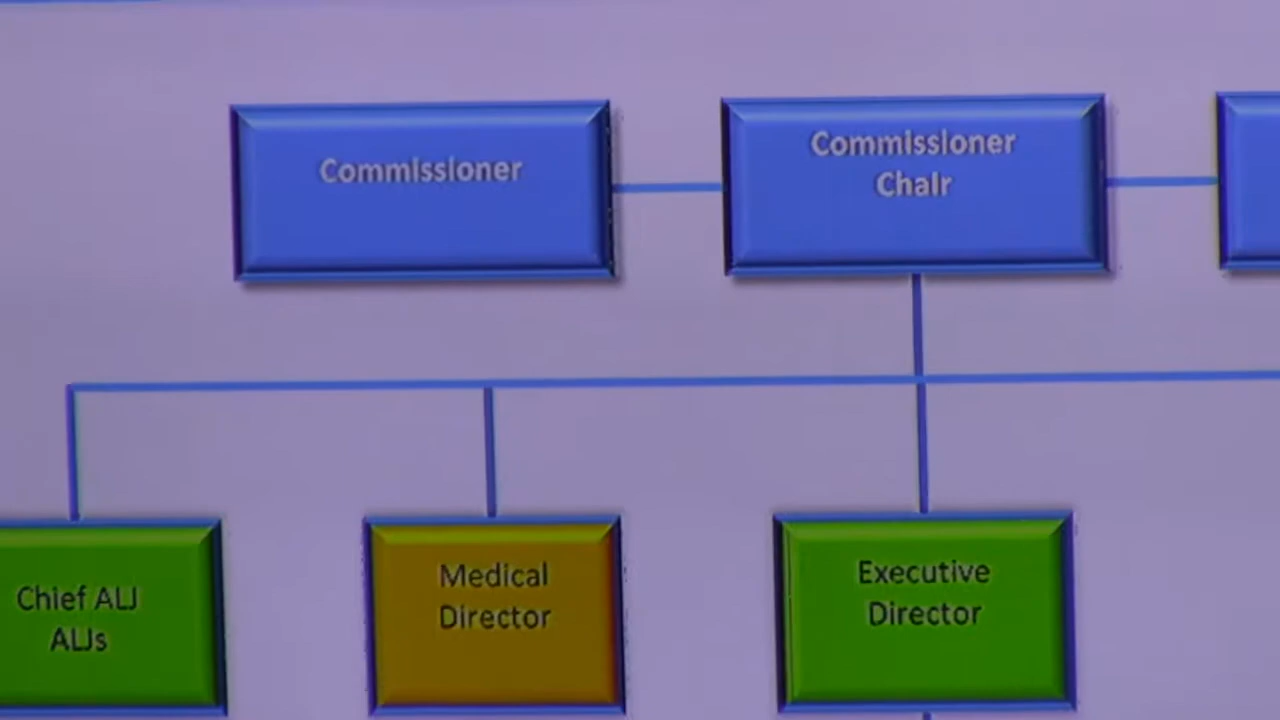 Commissioner
Commissioner
Chair
Chief ALJ
ALJs
Medical
Director
Executive
Director